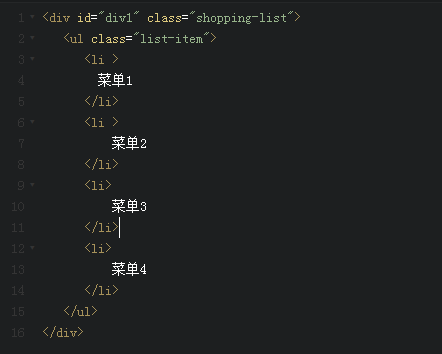 1 <div id="div1" class="shopping-list">
2 <ul class="list-item">
3 <li >
4 菜单1
5 </li>
6 <li >
7 菜单2
8 </li>
9 <li>
10 菜单3
11 </li>
12 <li>
13 菜单4
14 </li>
15 </ul>
16 </div>